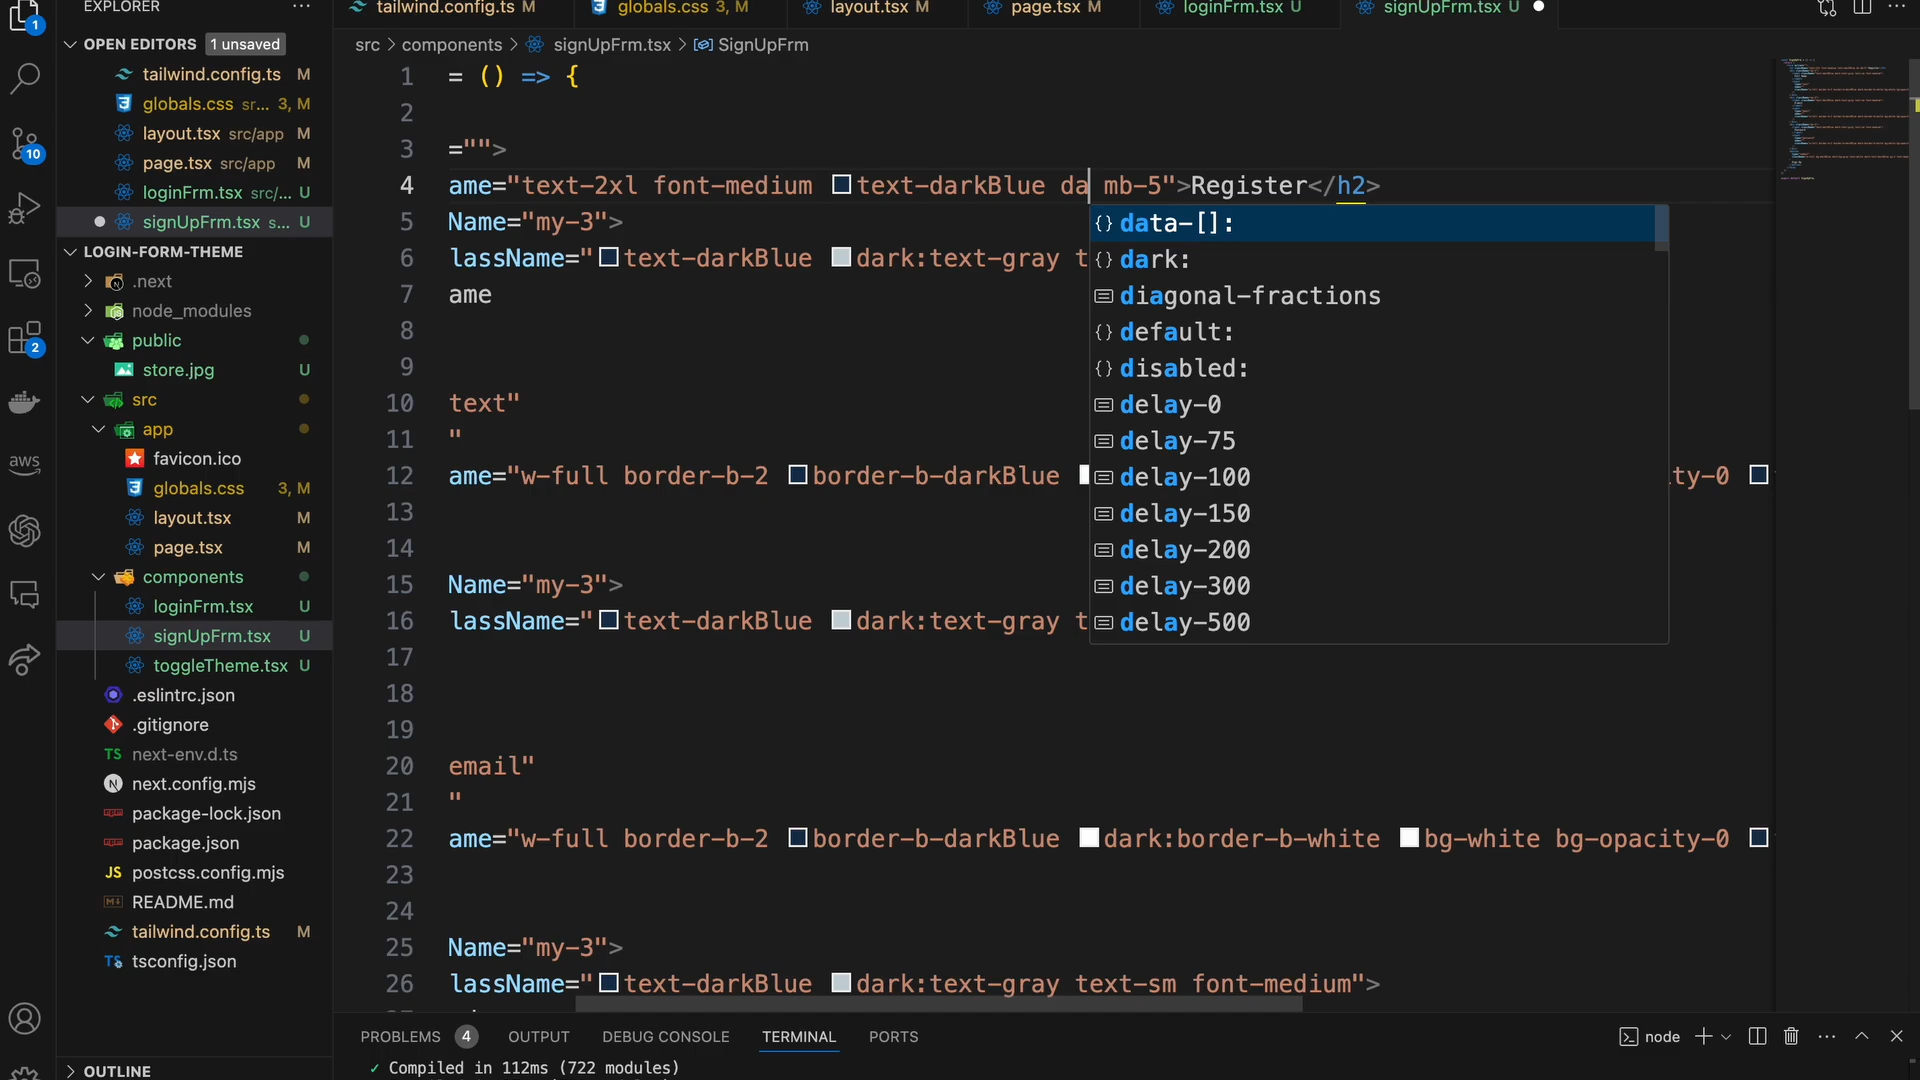 EXPLORER
1
OPEN EDITORS 1 unsaved
tailwind.config.ts M
globals.css sr... 3, M
layout.tsx src/app M
page.tsx src/app M
loginFrm.tsx src/... U
signUpFrm.tsx s... U
LOGIN-FORM-THEME
.next
node_modules
public
store.jpg U
src
app
favicon.ico
globals.css 3, M
layout.tsx M
page.tsx M
components
loginFrm.tsx U
signUpFrm.tsx U
toggleTheme.tsx U
.eslintrc.json
.gitignore
TS next-env.d.ts
N next.config.mjs
package-lock.json
package.json
JS postcss.config.mjs
README.md
tailwind.config.ts M
TS tsconfig.json
OUTLINE
10
2
aws
tailwind.config.ts M
globals.css 3, M
layout.tsx M
page.tsx M
loginFrm.tsx U
signUpFrm.tsx U
src > components > signUpFrm.tsx > SignUpFrm
1 = () => {
2
3 ="">
4 ame="text-2xl font-medium text-darkBlue da mb-5">Register</h2>
5 Name="my-3">
6 lassName="text-darkBlue dark:text-gray t
7 ame
8
9
10 text"
11 "
12 ame="w-full border-b-2 border-b-darkBlue ty-0
13
14
15 Name="my-3">
16 lassName="text-darkBlue dark:text-gray t
17
18
19
20 email"
21 "
22 ame="w-full border-b-2 border-b-darkBlue dark:border-b-white bg-white bg-opacity-0
23
24
25 Name="my-3">
26 lassName="text-darkBlue dark:text-gray text-sm font-medium">
{} data-[]:
{} dark:
diagonal-fractions
{} default:
{} disabled:
delay-0
delay-75
delay-100
delay-150
delay-200
delay-300
delay-500
PROBLEMS 4 OUTPUT DEBUG CONSOLE TERMINAL PORTS
node
✓ Compiled in 112ms (722 modules)